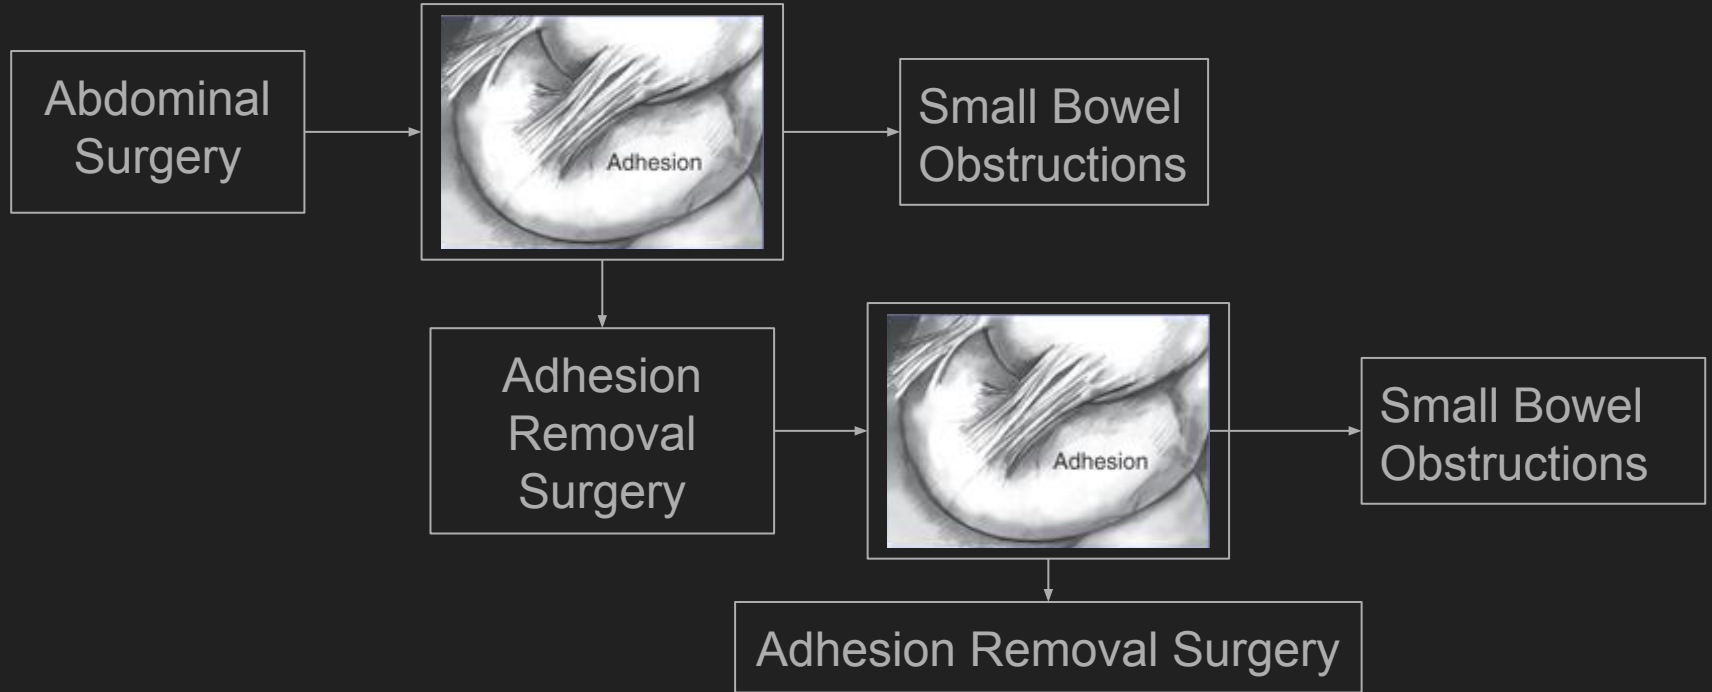 Abdominal
Surgery
Adhesion
Small Bowel
Obstructions
Adhesion
Removal
Surgery
Adhesion
Small Bowel
Obstructions
Adhesion Removal Surgery